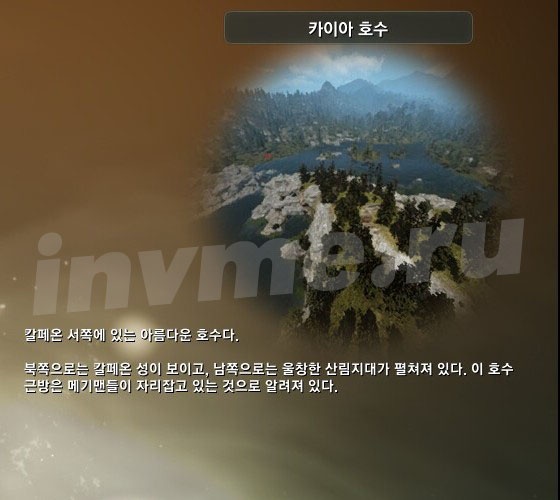 카이아 호수
invme.ru
칼페온 서쪽에 있는 아름다운 호수다.
북쪽으로는 칼페온 성이 보이고, 남쪽으로는 울창한 산림지대가 펼쳐져 있다. 이 호수
근방은 메기맨들이 자리잡고 있는 것으로 알려져 있다.